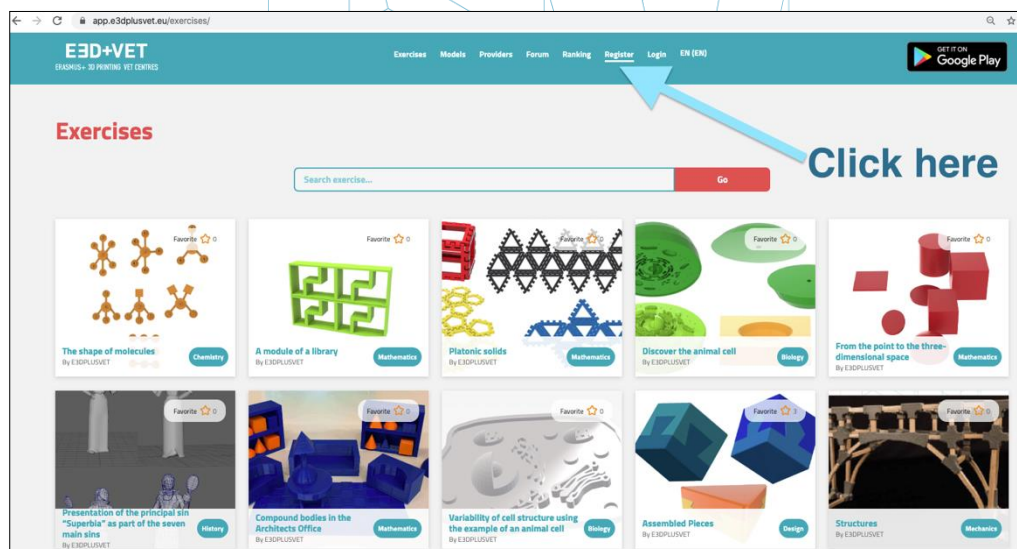 app.e3dplusvet.eu/exercises/
E3D+VET
ERASMUS+ 3D PRINTING VET CENTRES
Exercises Models Providers Forum Ranking Register Login EN (EN)
GET IT ON
Google Play
Exercises
Click here
Search exercise... Go
Favorite 0
The shape of molecules
By E3DPLUSVET
Chemistry
Favorite 0
A module of a library
By E3DPLUSVET
Mathematics
Favorite 0
Platonic solids
By E3DPLUSVET
Mathematics
Favorite 0
Discover the animal cell
By E3DPLUSVET
Biology
Favorite 0
From the point to the three-
dimensional space
By E3DPLUSVET
Mathematics
Favorite 0
Presentation of the principal sin
"Superbia" as part of the seven
main sins
By E3DPLUSVET
History
Favorite 0
Compound bodies in the
Architects Office
By E3DPLUSVET
Mathematics
Favorite 0
Variability of cell structure using
the example of an animal cell
By E3DPLUSVET
Biology
Favorite 3
Assembled Pieces
By E3DPLUSVET
Design
Favorite 0
Structures
By E3DPLUSVET
Mechanics